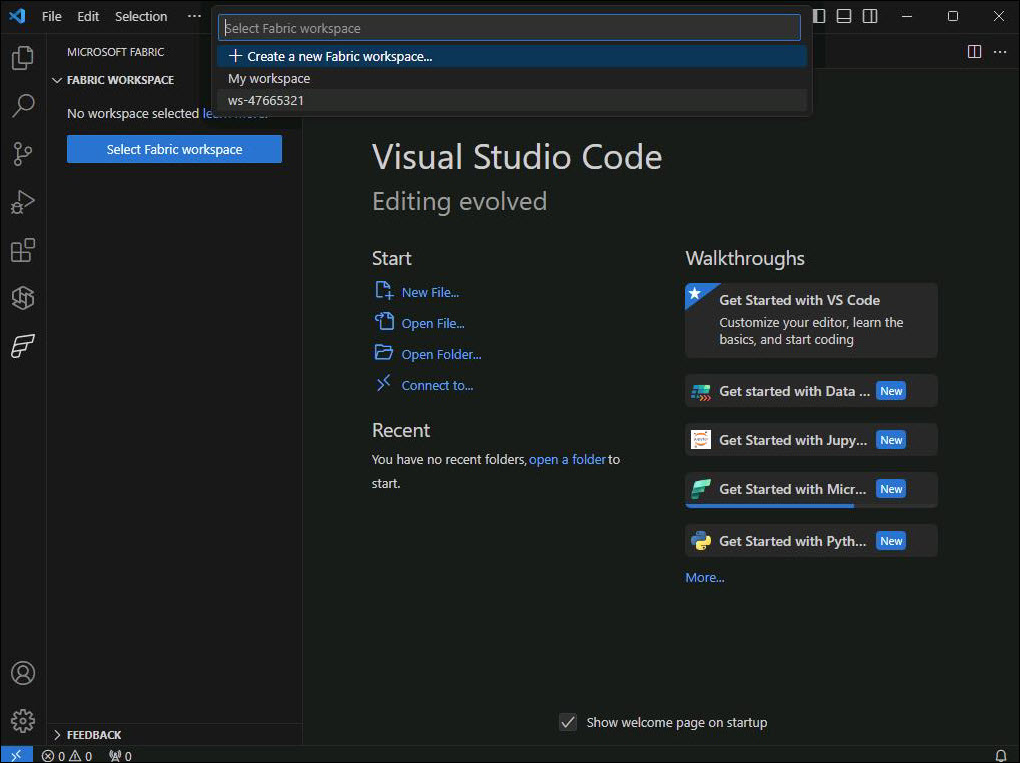 File Edit Selection ...
Select Fabric workspace
+ Create a new Fabric workspace...
My workspace
ws-47665321
MICROSOFT FABRIC
FABRIC WORKSPACE
No workspace selected learn more.
Select Fabric workspace
Visual Studio Code
Editing evolved
Start
New File...
Open File...
Open Folder...
Connect to...
Recent
You have no recent folders, open a folder to
start.
Walkthroughs
Get Started with VS Code
Customize your editor, learn the
basics, and start coding
Get started with Data ... New
Get Started with Jupy... New
Get Started with Micr... New
Get Started with Pyth... New
More...
Show welcome page on startup
FEEDBACK
0 0 0